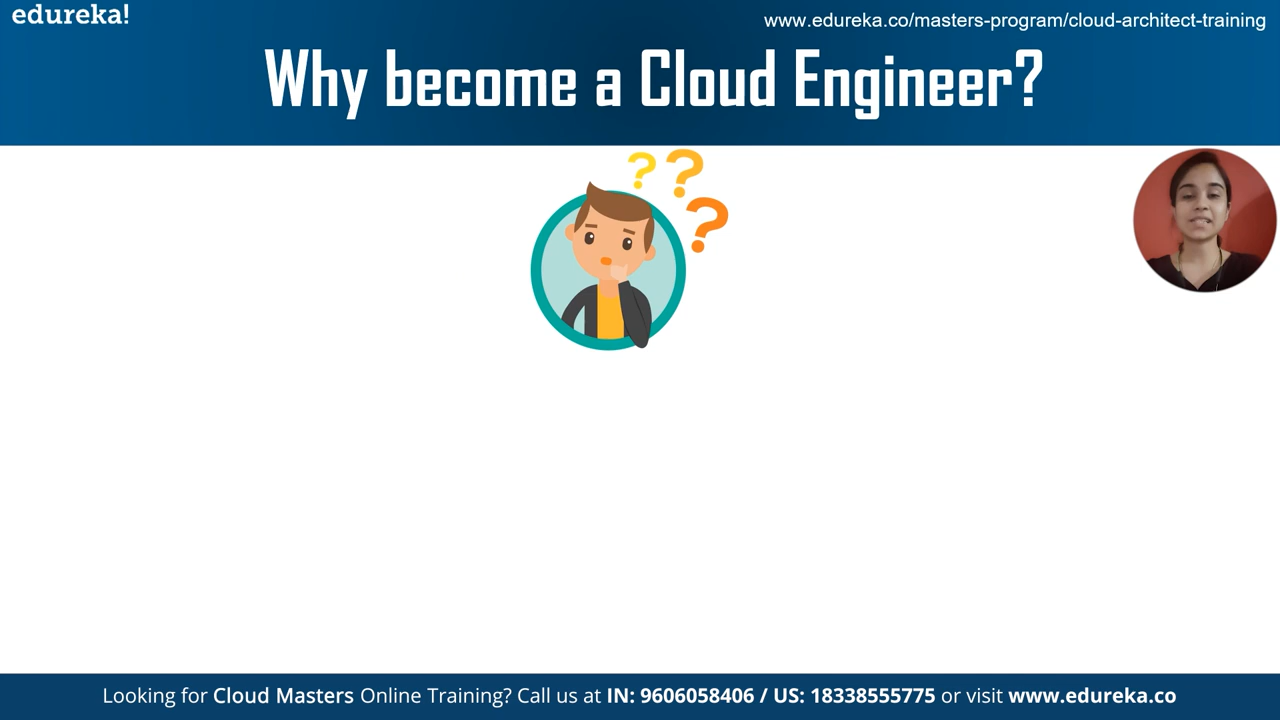 edureka!
www.edureka.co/masters-program/cloud-architect-training
Why become a Cloud Engineer?
? ? ?
Looking for Cloud Masters Online Training? Call us at IN: 9606058406 / US: 18338555775 or visit www.edureka.co